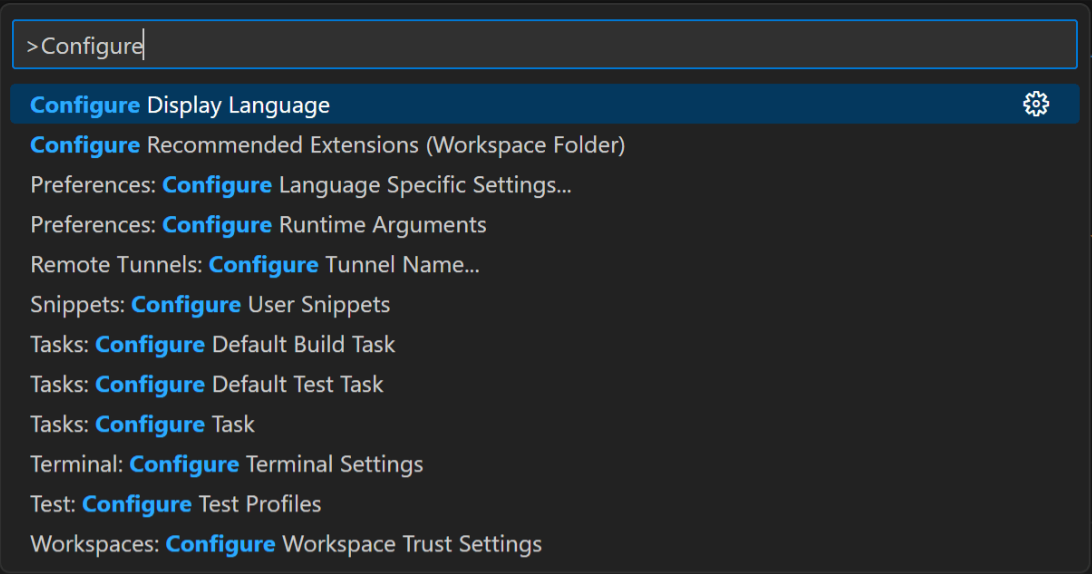 >Configure
Configure Display Language
Configure Recommended Extensions (Workspace Folder)
Preferences: Configure Language Specific Settings...
Preferences: Configure Runtime Arguments
Remote Tunnels: Configure Tunnel Name...
Snippets: Configure User Snippets
Tasks: Configure Default Build Task
Tasks: Configure Default Test Task
Tasks: Configure Task
Terminal: Configure Terminal Settings
Test: Configure Test Profiles
Workspaces: Configure Workspace Trust Settings